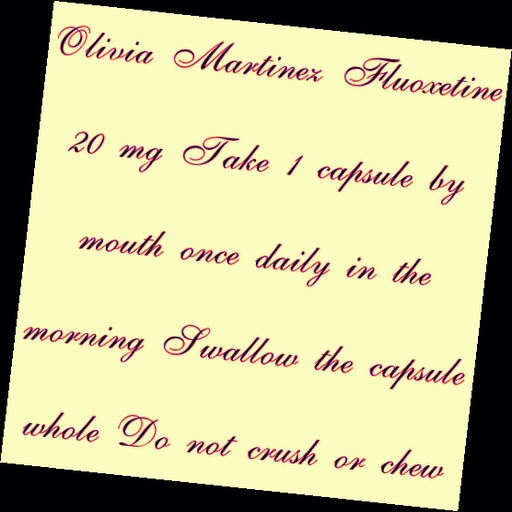 Olivia Martinez Fluoxetine
20 mg Take 1 capsule by
mouth once daily in the
morning Swallow the capsule
whole Do not crush or chew